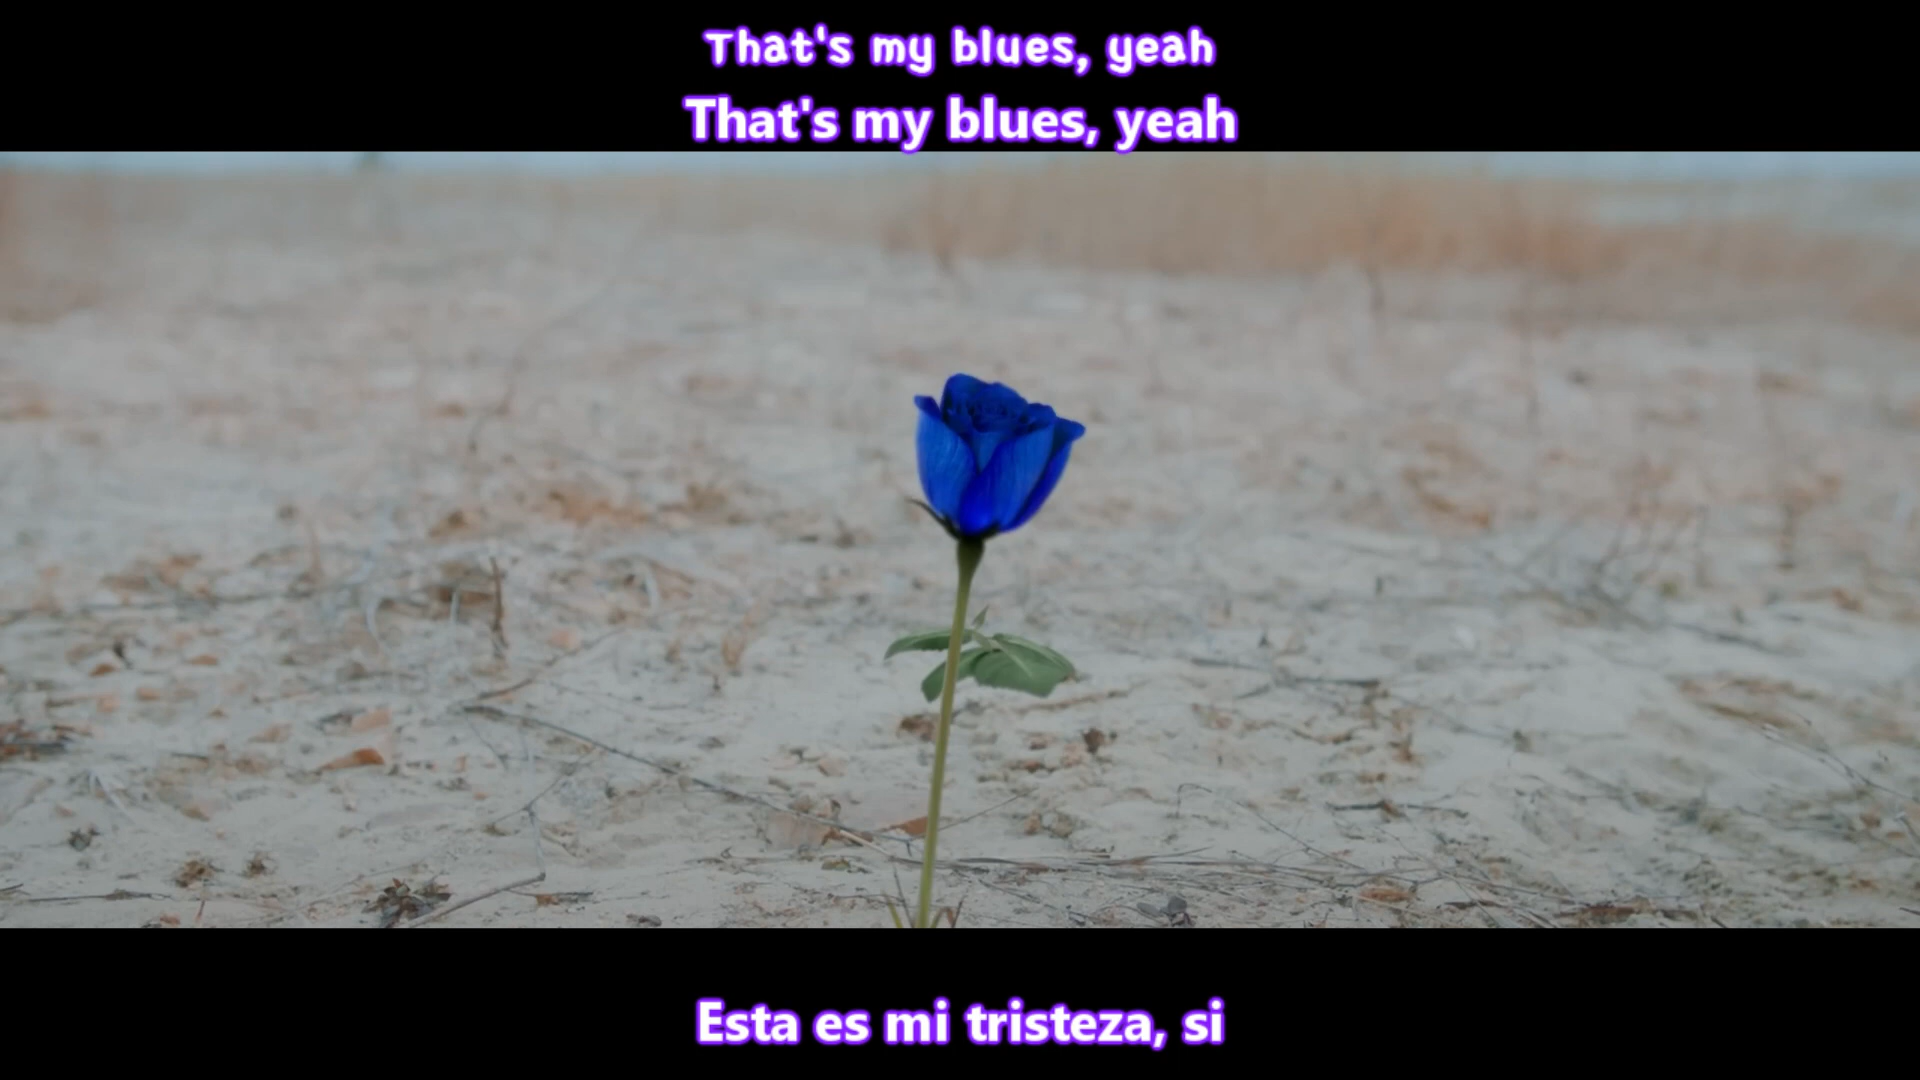 That's my blues, yeah
That's my blues, yeah
Esta es mi tristeza, si